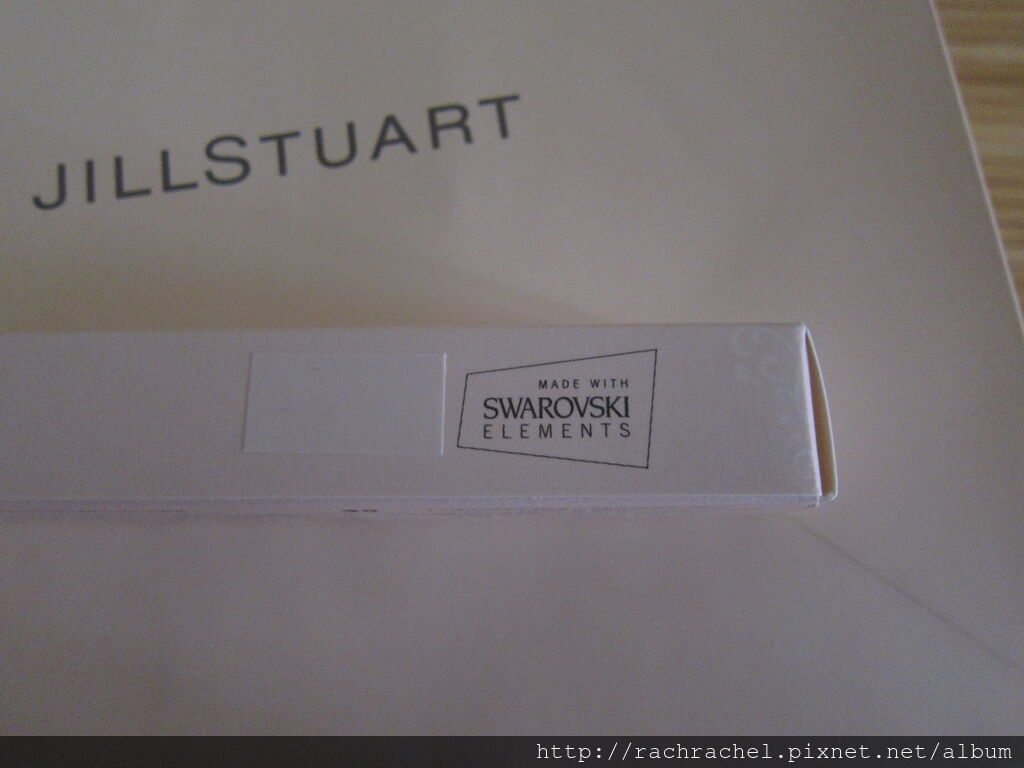 JILLSTUART
MADE WITH
SWAROVSKI
ELEMENTS
http://rachrachel.pixnet.net/album